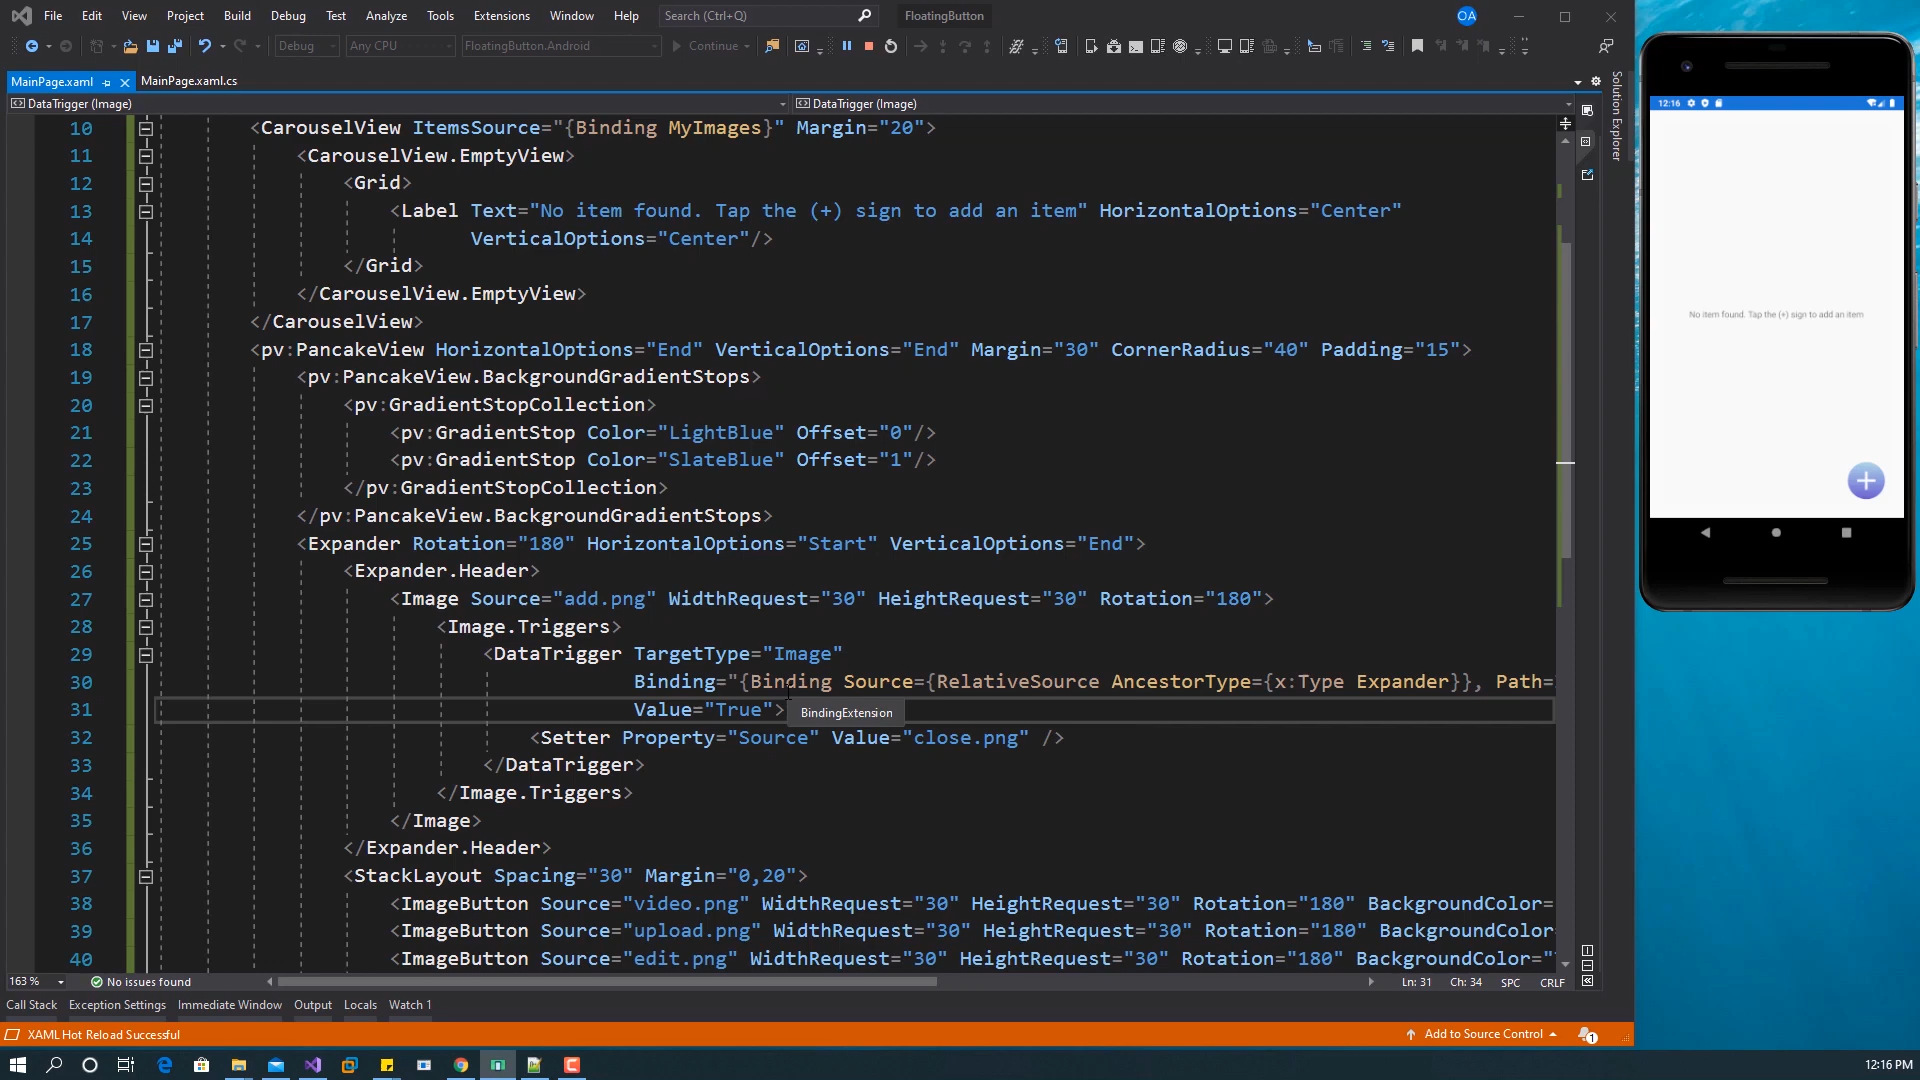 File Edit View Project Build Debug Test Analyze Tools Extensions Window Help Search (Ctrl+Q) FloatingButton OA
Debug Any CPU FloatingButton.Android Continue
MainPage.xaml MainPage.xaml.cs
DataTrigger (Image) DataTrigger (Image)
10 <CarouselView ItemsSource="{Binding MyImages}" Margin="20">
11 <CarouselView.EmptyView>
12 <Grid>
13 <Label Text="No item found. Tap the (+) sign to add an item" HorizontalOptions="Center"
14 VerticalOptions="Center"/>
15 </Grid>
16 </CarouselView.EmptyView>
17 </CarouselView>
18 <pv:PancakeView HorizontalOptions="End" VerticalOptions="End" Margin="30" CornerRadius="40" Padding="15">
19 <pv:PancakeView.BackgroundGradientStops>
20 <pv:GradientStopCollection>
21 <pv:GradientStop Color="LightBlue" Offset="0"/>
22 <pv:GradientStop Color="SlateBlue" Offset="1"/>
23 </pv:GradientStopCollection>
24 </pv:PancakeView.BackgroundGradientStops>
25 <Expander Rotation="180" HorizontalOptions="Start" VerticalOptions="End">
26 <Expander.Header>
27 <Image Source="add.png" WidthRequest="30" HeightRequest="30" Rotation="180">
28 <Image.Triggers>
29 <DataTrigger TargetType="Image"
30 Binding="{Binding Source={RelativeSource AncestorType={x:Type Expander}}, Path=
31 Value="True">
BindingExtension
32 <Setter Property="Source" Value="close.png" />
33 </DataTrigger>
34 </Image.Triggers>
35 </Image>
36 </Expander.Header>
37 <StackLayout Spacing="30" Margin="0,20">
38 <ImageButton Source="video.png" WidthRequest="30" HeightRequest="30" Rotation="180" BackgroundColor=
39 <ImageButton Source="upload.png" WidthRequest="30" HeightRequest="30" Rotation="180" BackgroundColor
40 <ImageButton Source="edit.png" WidthRequest="30" HeightRequest="30" Rotation="180" BackgroundColor=
163 % No issues found Ln: 31 Ch: 34 SPC CRLF
Call Stack Exception Settings Immediate Window Output Locals Watch 1
XAML Hot Reload Successful Add to Source Control 1
Solution Explorer
12:16
No item found. Tap the (+) sign to add an item
12:16 PM